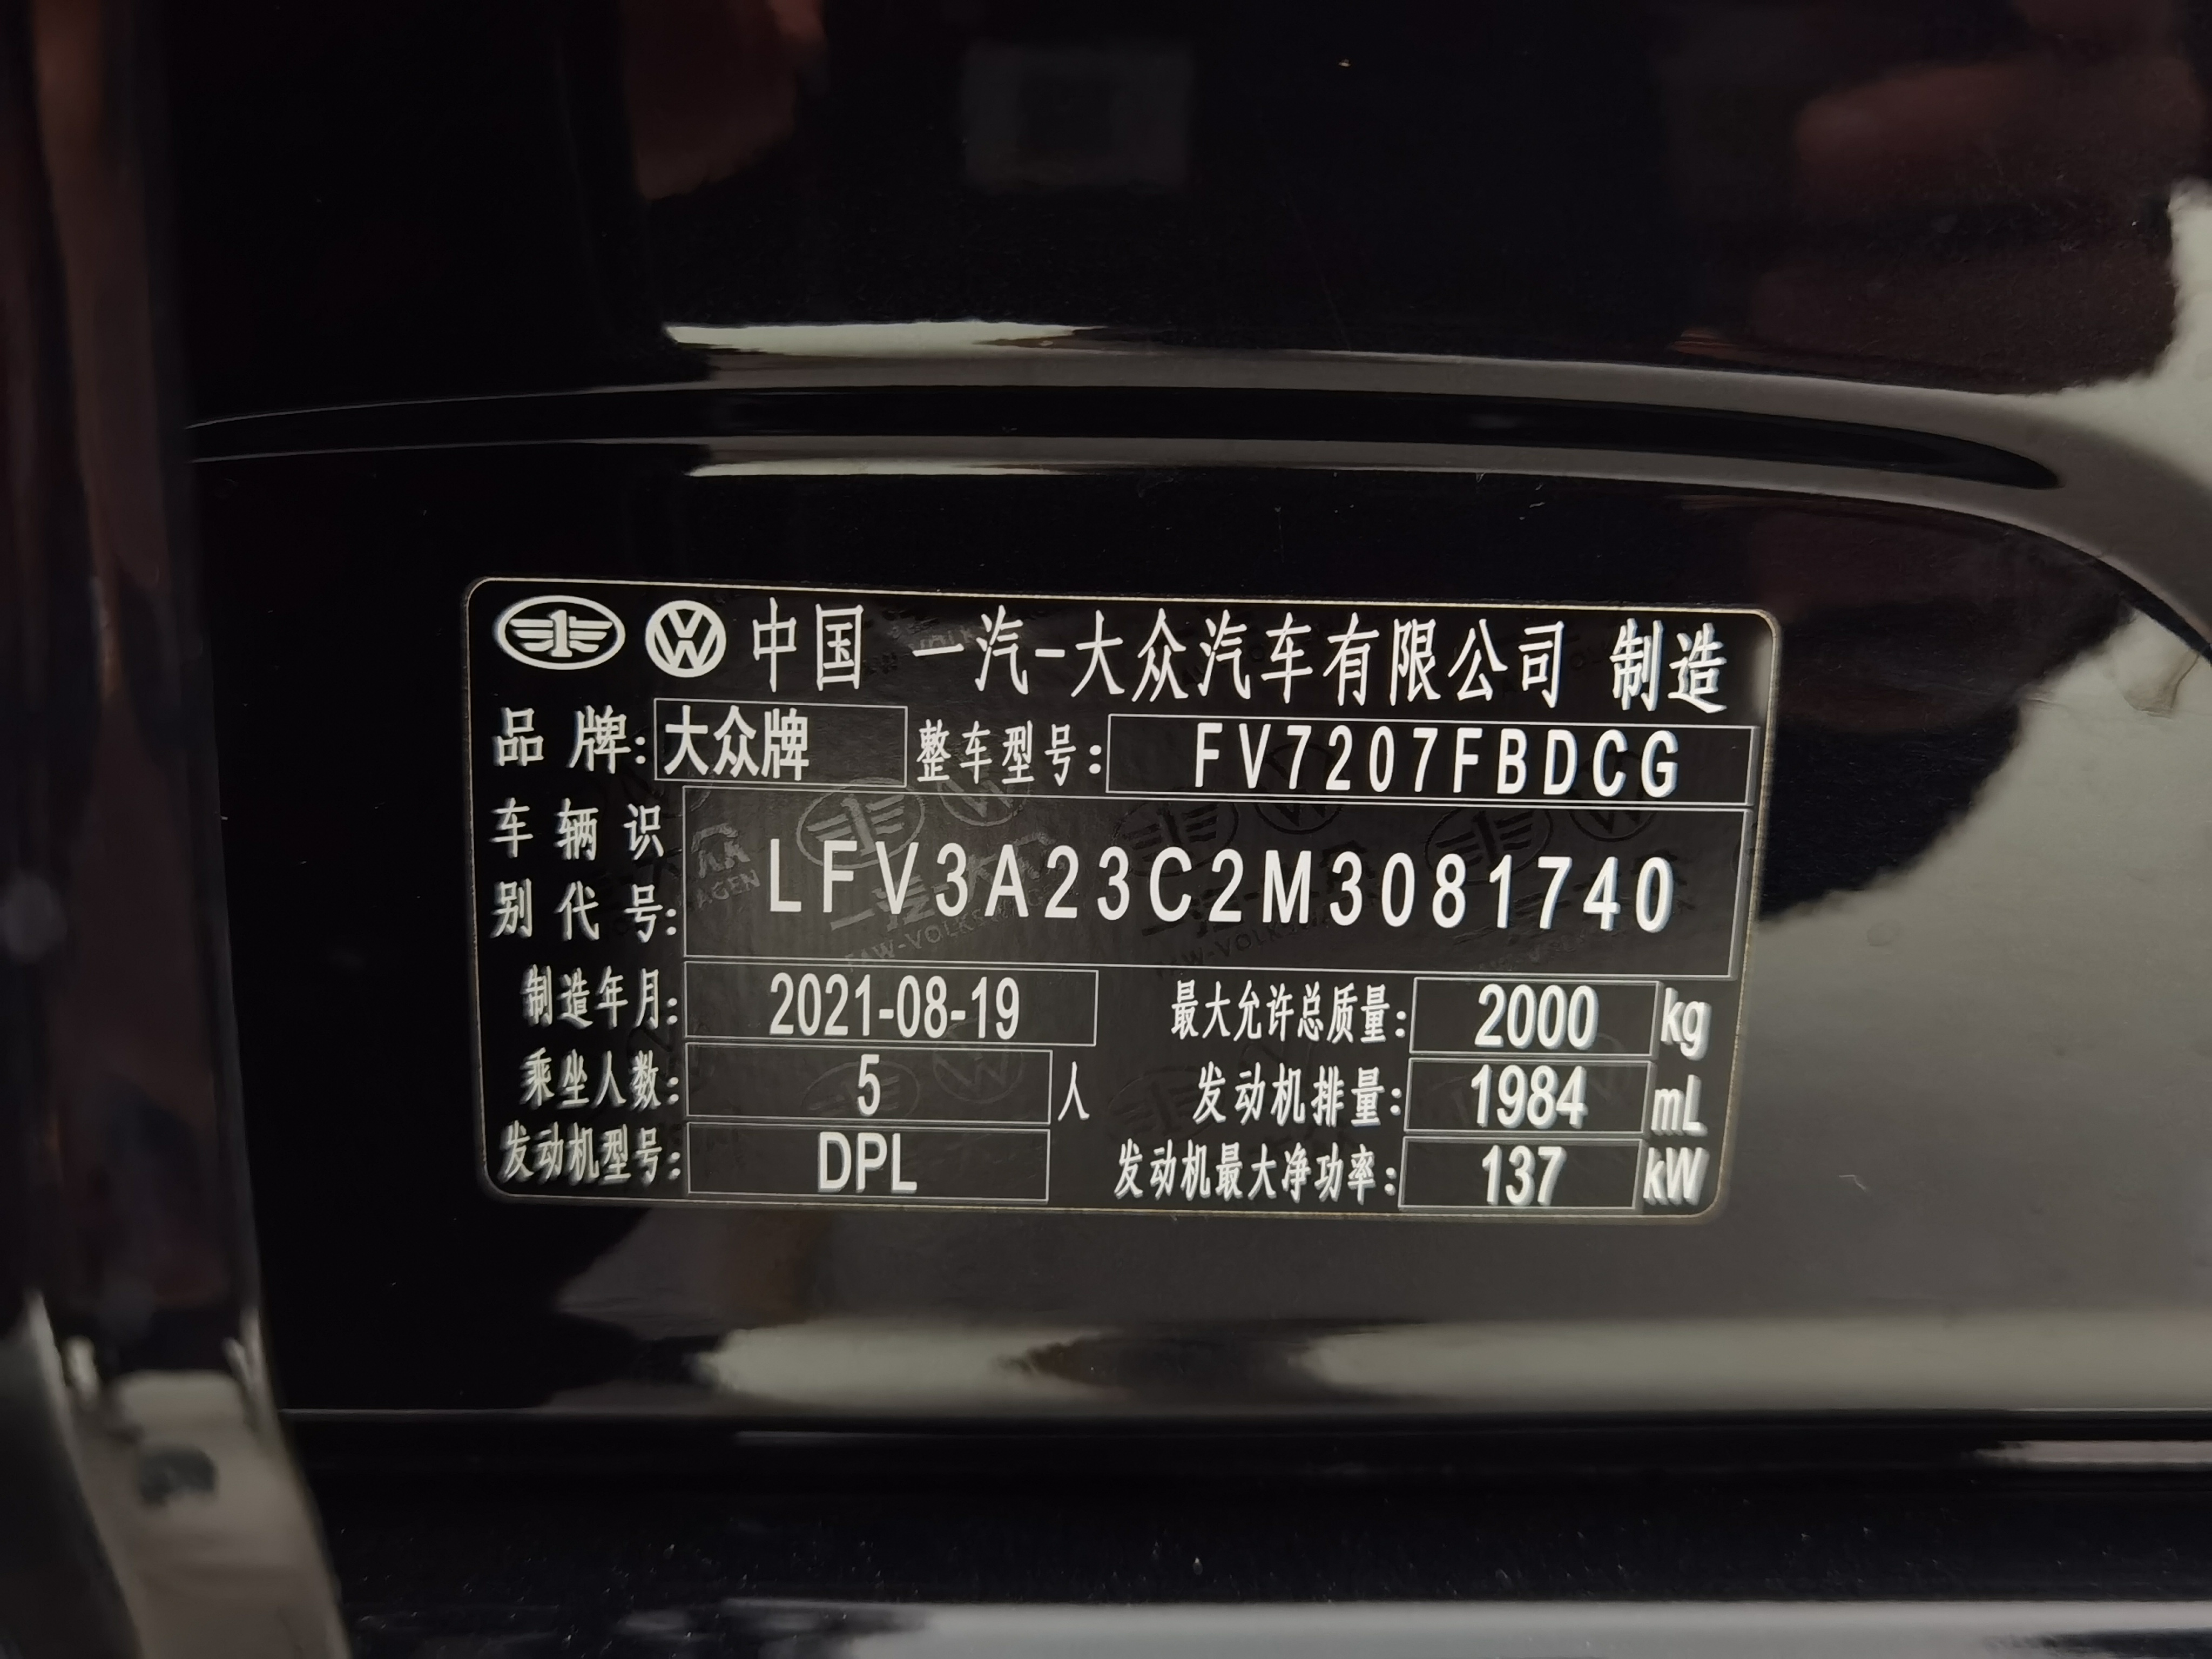 中国 一汽-大众汽车有限公司 制造
品牌: 大众牌 整车型号: FV7207FBDCG
车辆识别代号: LFV3A23C2M3081740
制造年月: 2021-08-19 最大允许总质量: 2000 kg
乘坐人数: 5 人 发动机排量: 1984 mL
发动机型号: DPL 发动机最大净功率: 137 kW